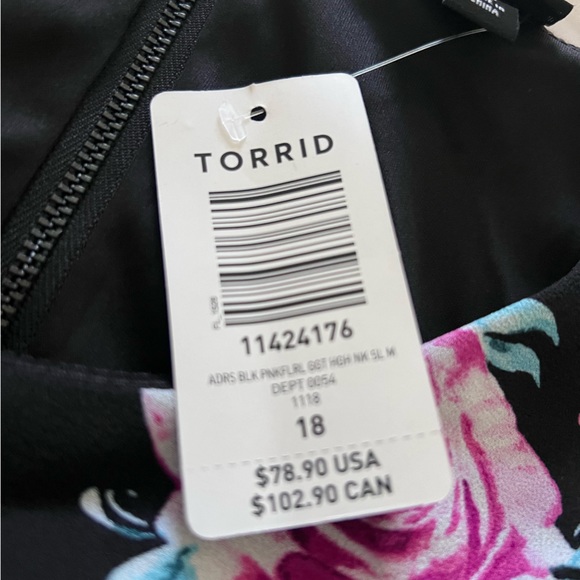 CHINA
TORRID
11424176
ADRS BLK PNKFLRL GGT HGH NK SL M
DEPT 0054
1118
18
$78.90 USA
$102.90 CAN